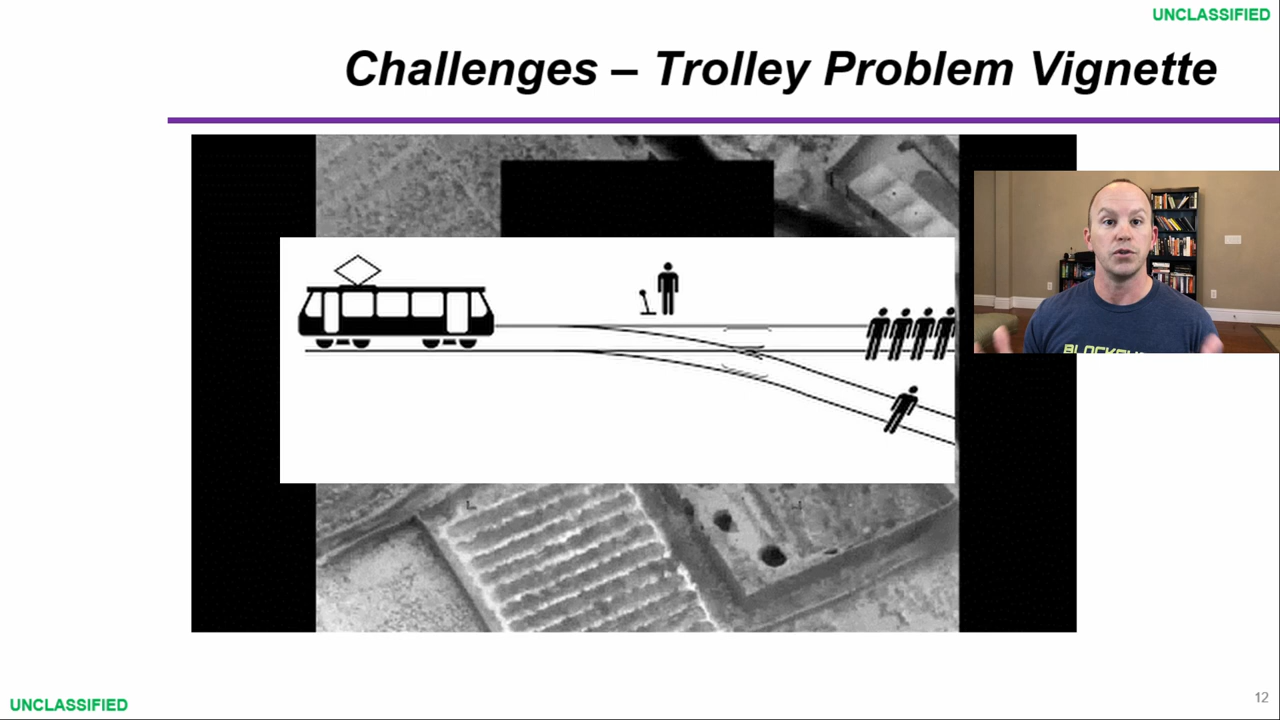 UNCLASSIFIED
Challenges – Trolley Problem Vignette
UNCLASSIFIED
12